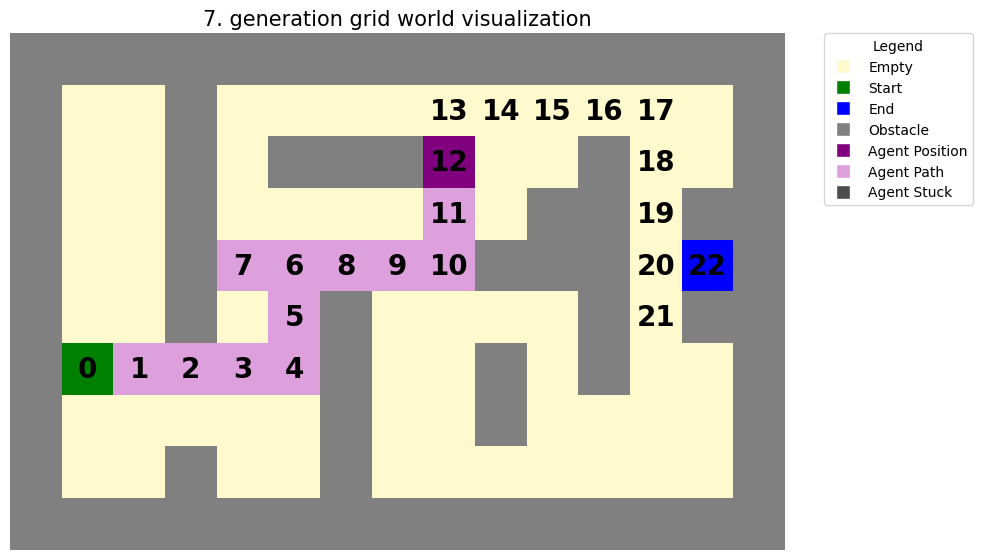 7. generation grid world visualization
13 14 15 16 17
12 18
11 19
7 6 8 9 10 20 22
5 21
0 1 2 3 4
Legend
Empty
Start
End
Obstacle
Agent Position
Agent Path
Agent Stuck